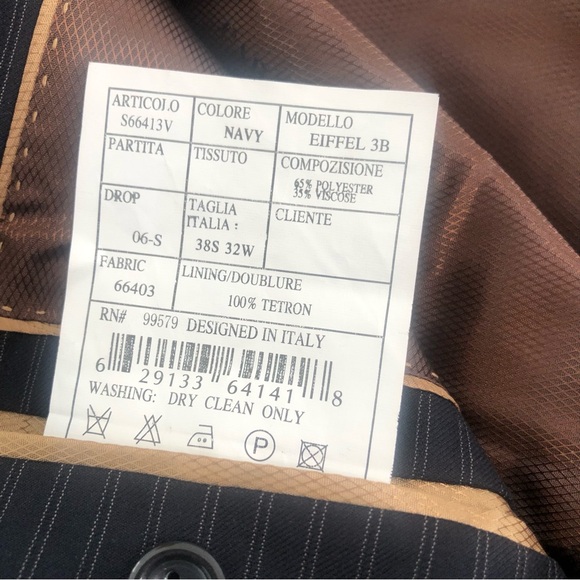 ARTICOLO
S66413V
COLORE
NAVY
MODELLO
EIFFEL 3B
PARTITA
TISSUTO
COMPOZISIONE
65% POLYESTER
35% VISCOSE
DROP
06-S
TAGLIA
ITALIA :
38S 32W
CLIENTE
FABRIC
66403
LINING/DOUBLURE
100% TETRON
RN# 99579 DESIGNED IN ITALY
6 29133 64141 8
WASHING: DRY CLEAN ONLY
P